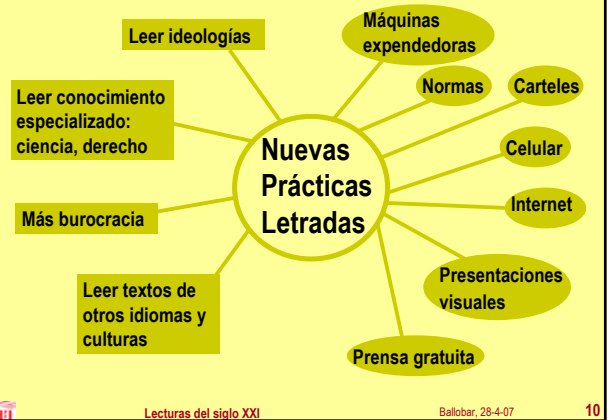 Leer ideologías
Máquinas
expendedoras
Normas
Carteles
Leer conocimiento
especializado:
ciencia, derecho
Nuevas
Prácticas
Letradas
Celular
Más burocracia
Internet
Leer textos de
otros idiomas y
culturas
Presentaciones
visuales
Prensa gratuita
Lecturas del siglo XXI
Ballobar, 28-4-07
10